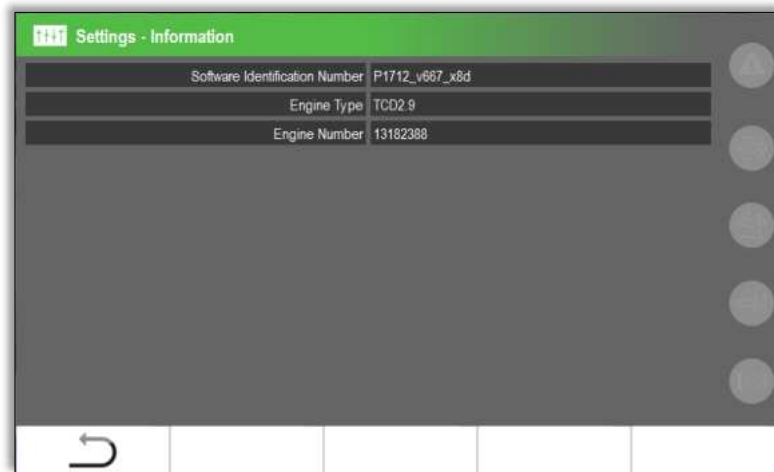 Settings - Information
Software Identification Number P1712_v667_x8d
Engine Type TCD2.9
Engine Number 13182388